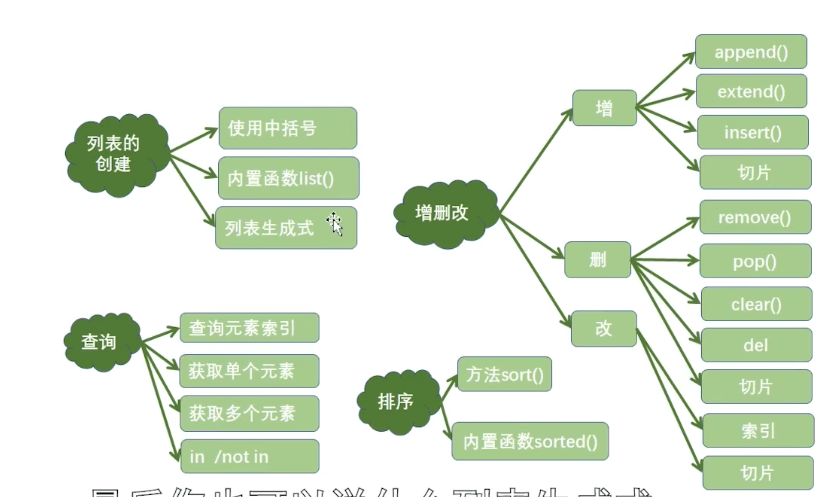 列表的
创建
使用中括号
内置函数list()
列表生成式
查询
查询元素索引
获取单个元素
获取多个元素
in /not in
增删改
增
append()
extend()
insert()
切片
删
remove()
pop()
clear()
del
切片
改
索引
切片
排序
方法sort()
内置函数sorted()